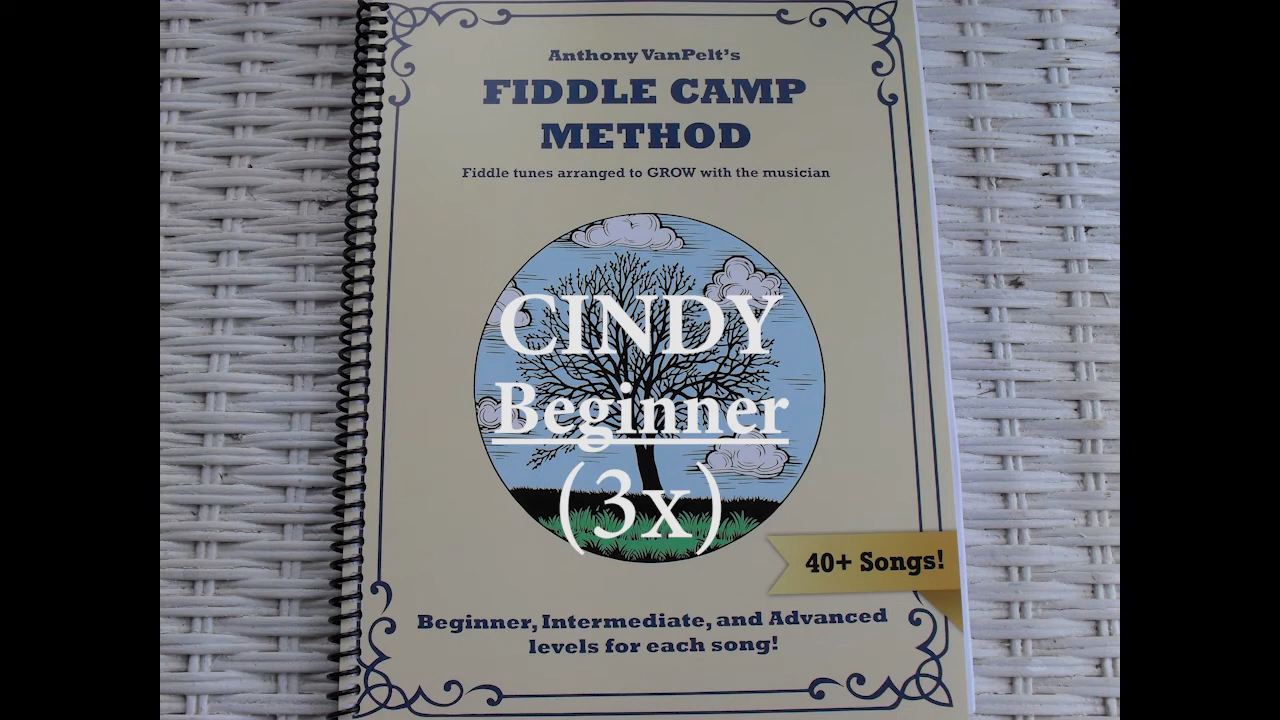 Anthony VanPelt's
FIDDLE CAMP
METHOD
Fiddle tunes arranged to GROW with the musician
CINDY
Beginner
(3x)
40+ Songs!
Beginner, Intermediate, and Advanced
levels for each song!